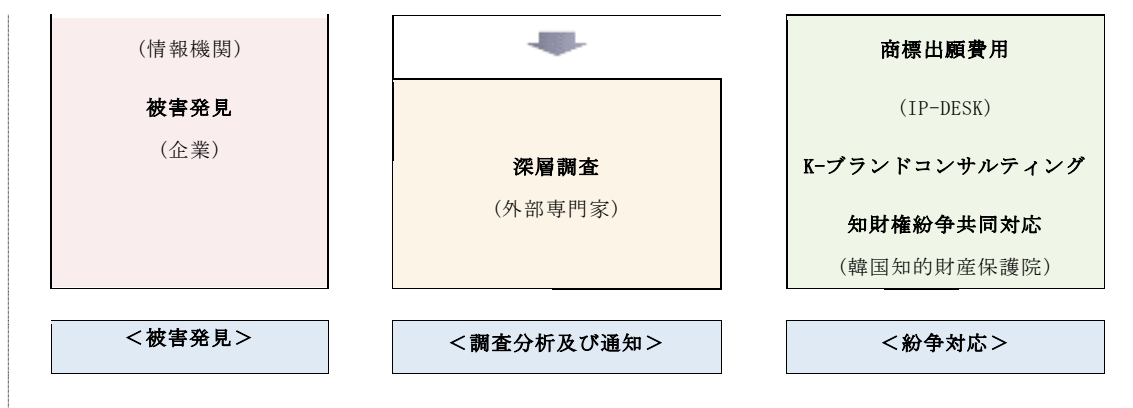 (情報機関)
被害発見
(企業)
深層調査
(外部専門家)
商標出願費用
(IP-DESK)
K-ブランドコンサルティング
知財権紛争共同対応
(韓国知的財産保護院)
＜被害発見＞
＜調査分析及び通知＞
＜紛争対応＞